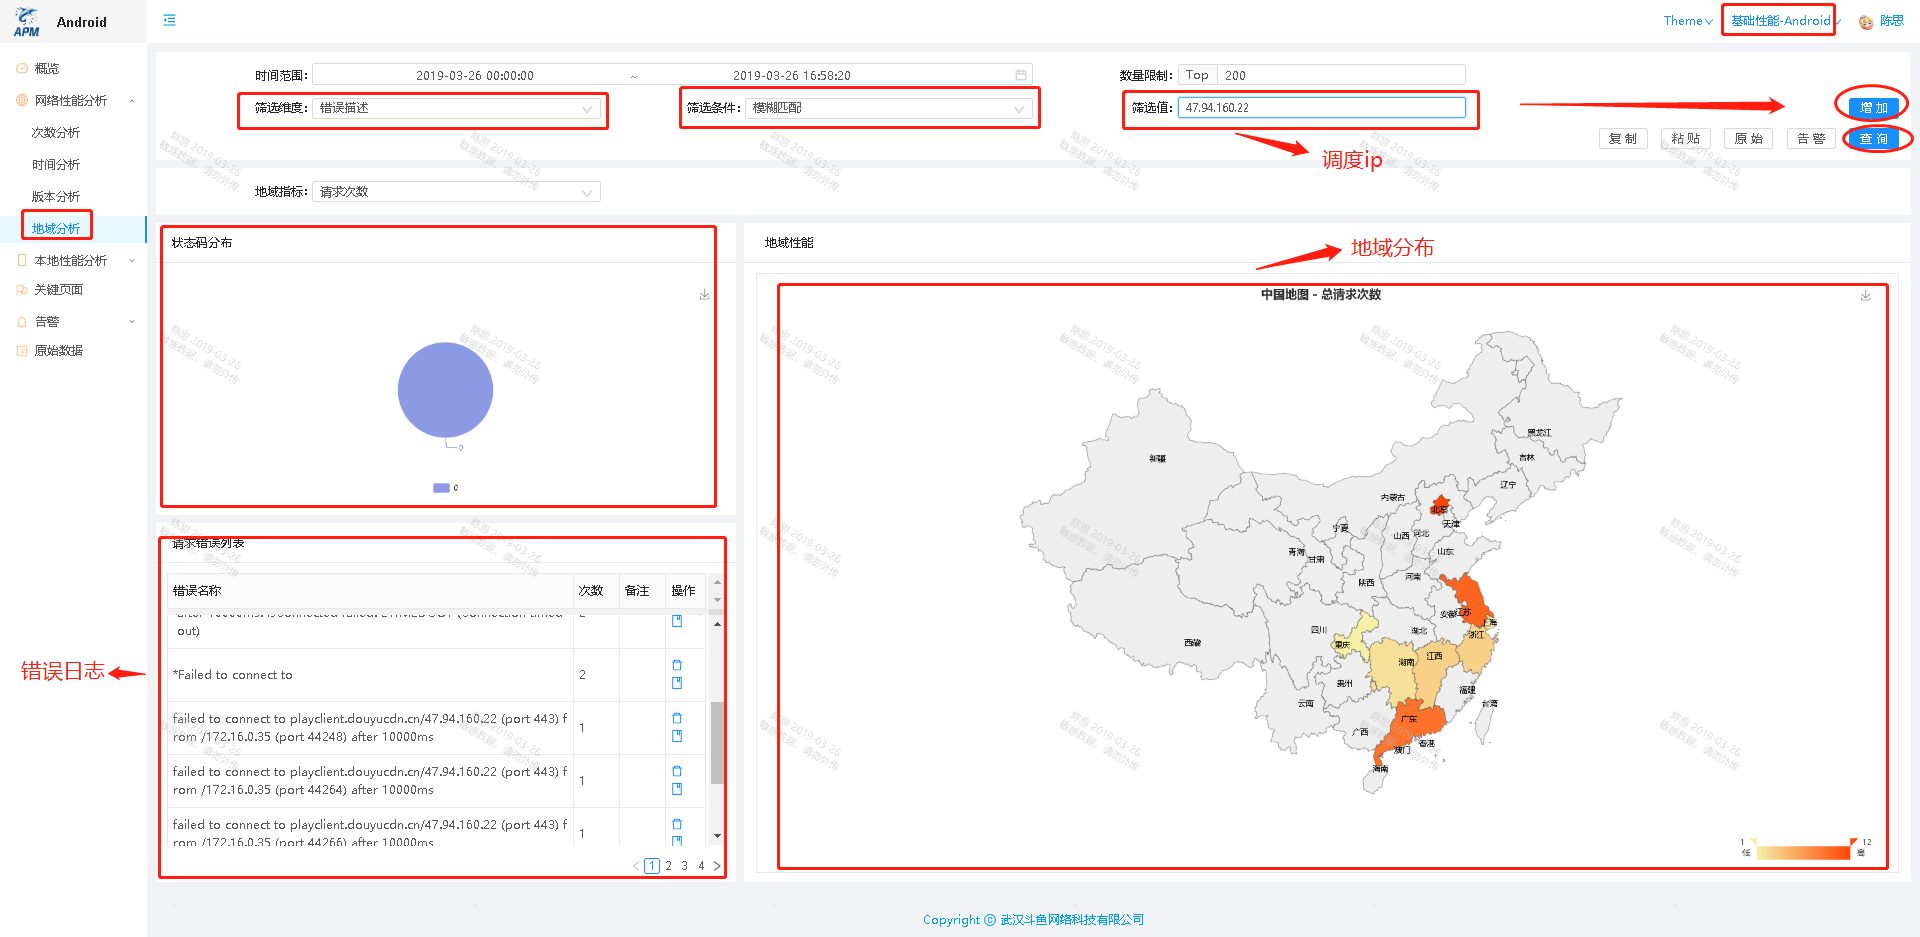 APM
Android
Theme
基础性能-Android
陈思
概览
网络性能分析
次数分析
时间分析
版本分析
地域分析
本地性能分析
关键页面
告警
原始数据
时间范围: 2019-03-26 00:00:00 ~ 2019-03-26 16:58:20
数量限制: Top 200
筛选维度: 错误描述
筛选条件: 模糊匹配
筛选值: 47.94.160.22
增 加
复 制
粘 贴
原 始
告 警
查 询
调度ip
地域指标: 请求次数
状态码分布
0
0
地域性能
地域分布
中国地图 - 总请求次数
黑龙江
吉林
辽宁
新疆
内蒙古
北京
天津
宁夏
山西
河北
山东
青海
甘肃
陕西
河南
安徽
江苏
上海
四川
湖北
浙江
西藏
重庆
湖南
江西
贵州
福建
云南
台湾
广西
广东
香港
澳门
海南
1
12
低
高
请求错误列表
错误名称 次数 备注 操作
out)
*Failed to connect to 2
failed to connect to playclient.douyucdn.cn/47.94.160.22 (port 443) f
rom /172.16.0.35 (port 44248) after 10000ms
1
failed to connect to playclient.douyucdn.cn/47.94.160.22 (port 443) f
rom /172.16.0.35 (port 44264) after 10000ms
1
failed to connect to playclient.douyucdn.cn/47.94.160.22 (port 443) f
rom /172.16.0.35 (port 44266) after 10000ms
1
1 2 3 4
错误日志
陈思 2019-03-26
敏感数据，请勿外传
Copyright © 武汉斗鱼网络科技有限公司